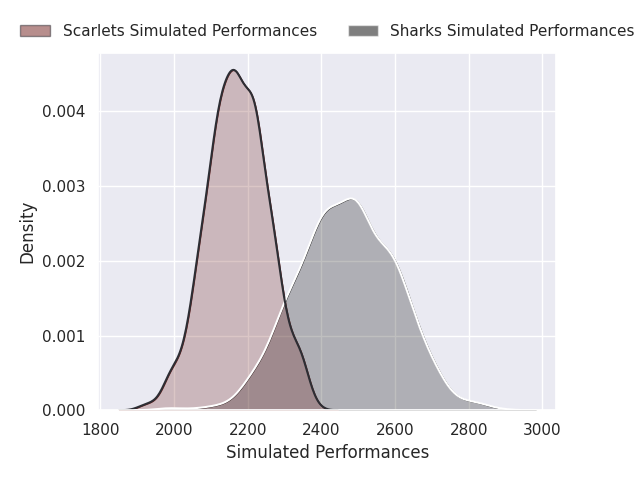 Scarlets Simulated Performances Sharks Simulated Performances
0.004
0.003
0.002
0.001
0.000
Density
1800 2000 2200 2400 2600 2800 3000
Simulated Performances